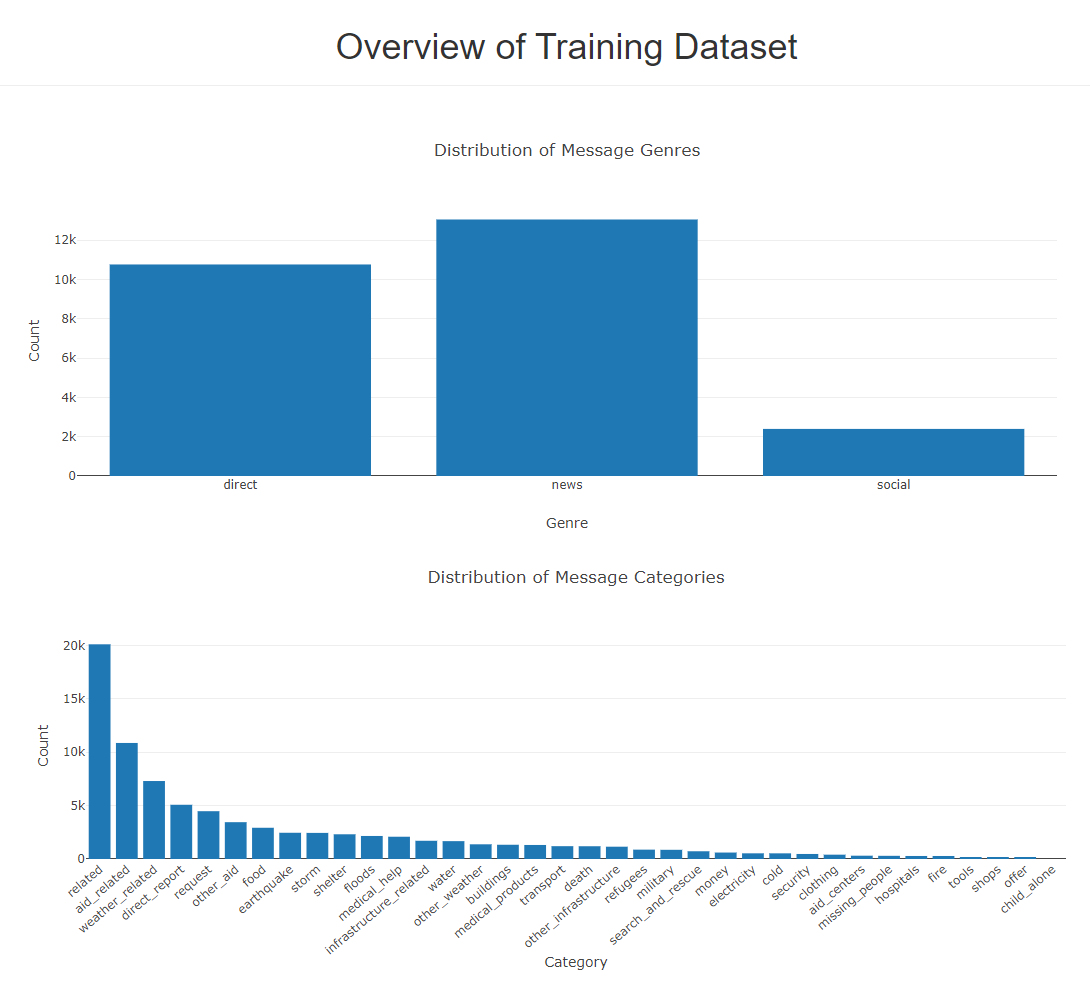 Overview of Training Dataset
Distribution of Message Genres
12k
10k
8k
6k
4k
2k
0
Count
direct news social
Genre
Distribution of Message Categories
20k
15k
10k
5k
0
Count
related
aid_related
weather_related
direct_report
request
other_aid
food
earthquake
storm
shelter
floods
medical_help
infrastructure_related
water
other_weather
buildings
medical_products
transport
death
other_infrastructure
refugees
military
search_and_rescue
money
electricity
cold
security
clothing
aid_centers
missing_people
hospitals
fire
tools
shops
offer
child_alone
Category